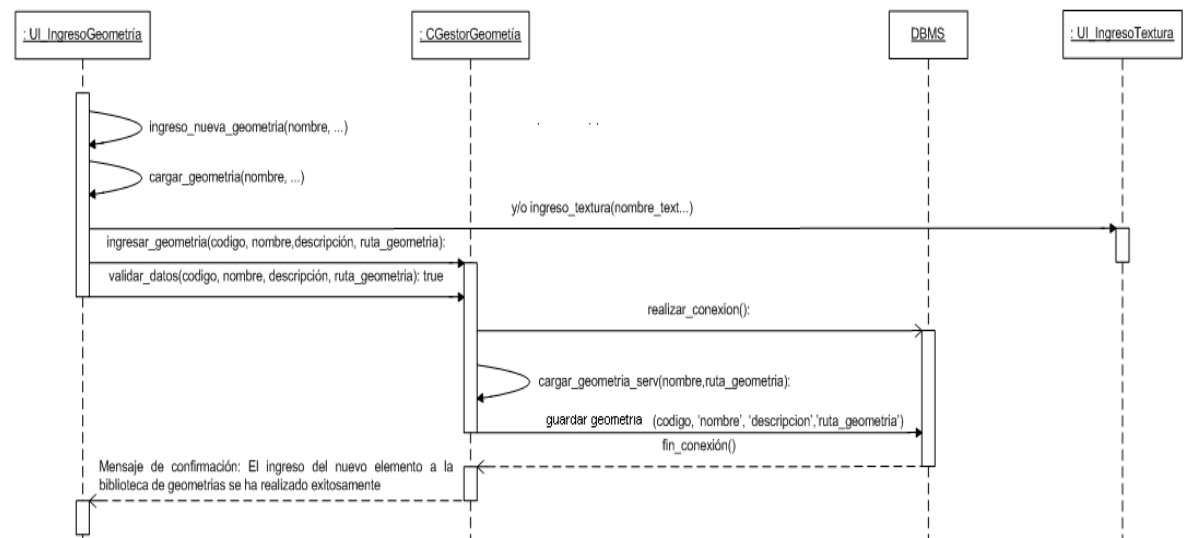 : UI_IngresoGeometría
: CGestorGeometía
DBMS
: UI_IngresoTextura
ingreso_nueva_geometria(nombre, ...)
cargar_geometria(nombre, ...)
y/o ingreso_textura(nombre_text...)
ingresar_geometria(codigo, nombre,descripción, ruta_geometria):
validar_datos(codigo, nombre, descripción, ruta_geometria): true
realizar_conexion():
cargar_geometria_serv(nombre,ruta_geometria):
guardar geometria (codigo, 'nombre', 'descripcion','ruta_geometria')
fin_conexión()
Mensaje de confirmación: El ingreso del nuevo elemento a la
biblioteca de geometrias se ha realizado exitosamente